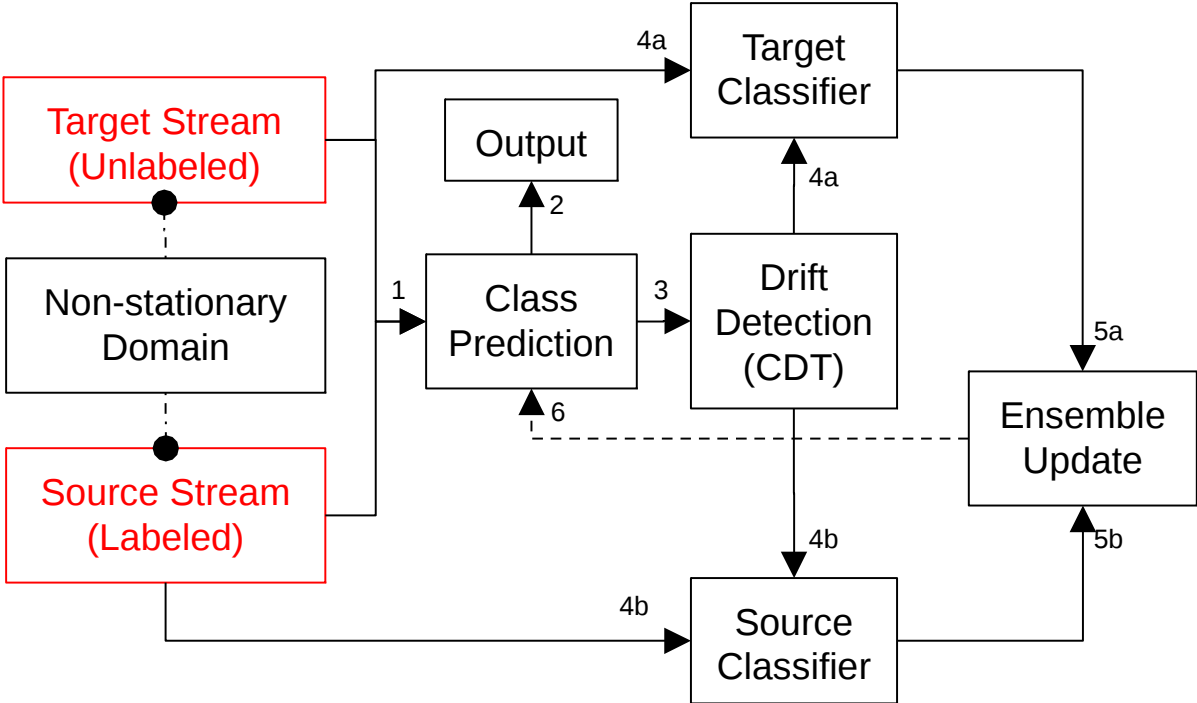 Target Stream
(Unlabeled)
Non-stationary
Domain
Source Stream
(Labeled)
1
Output
2
Class
Prediction
3
6
4a
Target
Classifier
4a
Drift
Detection
(CDT)
4b
4b
Source
Classifier
5a
Ensemble
Update
5b